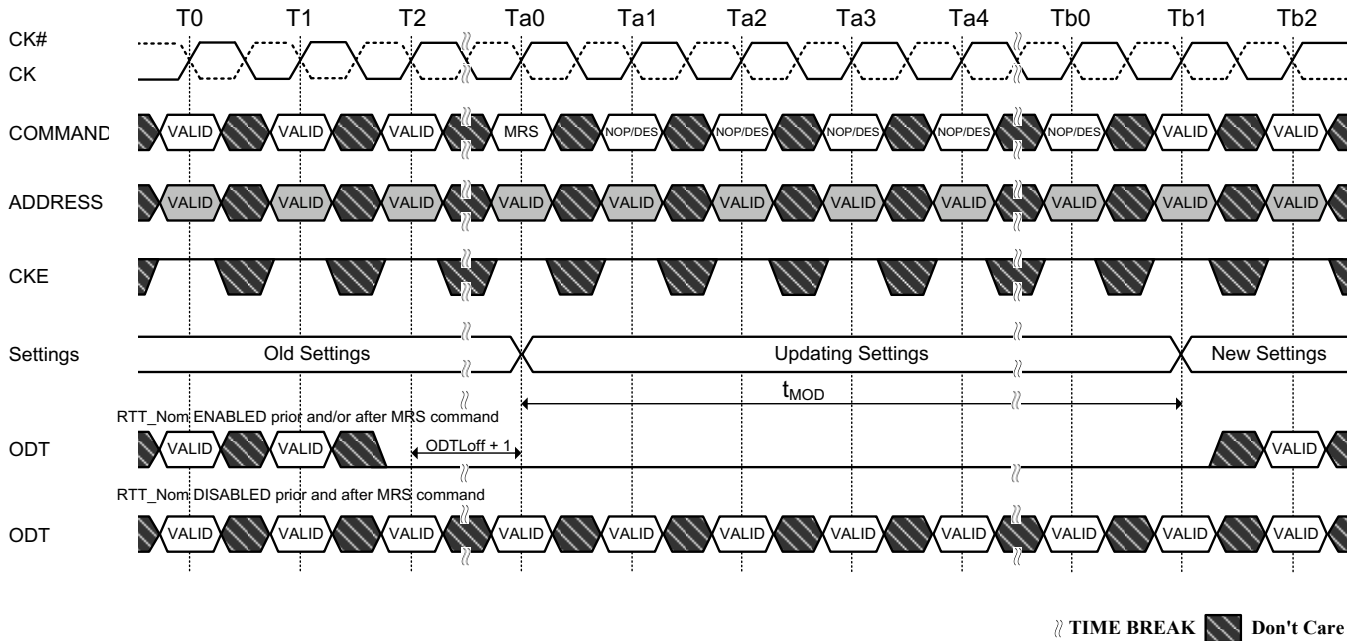 T0 T1 T2 Ta0 Ta1 Ta2 Ta3 Ta4 Tb0 Tb1 Tb2
CK#
CK
COMMAND VALID VALID VALID MRS NOP/DES NOP/DES NOP/DES NOP/DES NOP/DES VALID VALID
ADDRESS VALID VALID VALID VALID VALID VALID VALID VALID VALID VALID VALID
CKE
Settings Old Settings Updating Settings New Settings
tMOD
RTT_Nom ENABLED prior and/or after MRS command
ODT VALID VALID ODTLoff + 1 VALID
RTT_Nom DISABLED prior and after MRS command
ODT VALID VALID VALID VALID VALID VALID VALID VALID VALID VALID VALID
TIME BREAK Don't Care